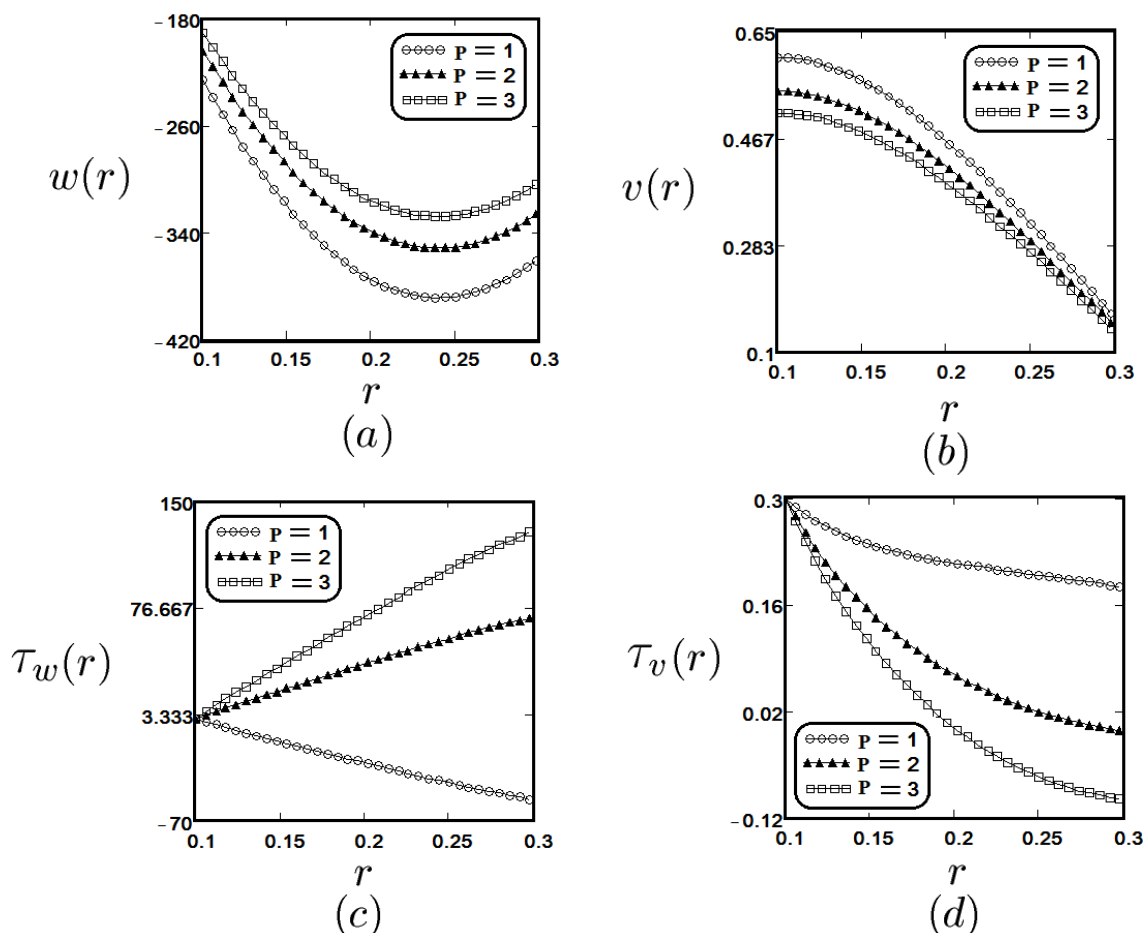 −180
−260
−340
−420
w(r)
P = 1
P = 2
P = 3
0.1 0.15 0.2 0.25 0.3
r
(a)
0.65
0.467
0.283
0.1
v(r)
P = 1
P = 2
P = 3
0.1 0.15 0.2 0.25 0.3
r
(b)
150
76.667
3.333
−70
τw(r)
P = 1
P = 2
P = 3
0.1 0.15 0.2 0.25 0.3
r
(c)
0.3
0.16
0.02
−0.12
τv(r)
P = 1
P = 2
P = 3
0.1 0.15 0.2 0.25 0.3
r
(d)